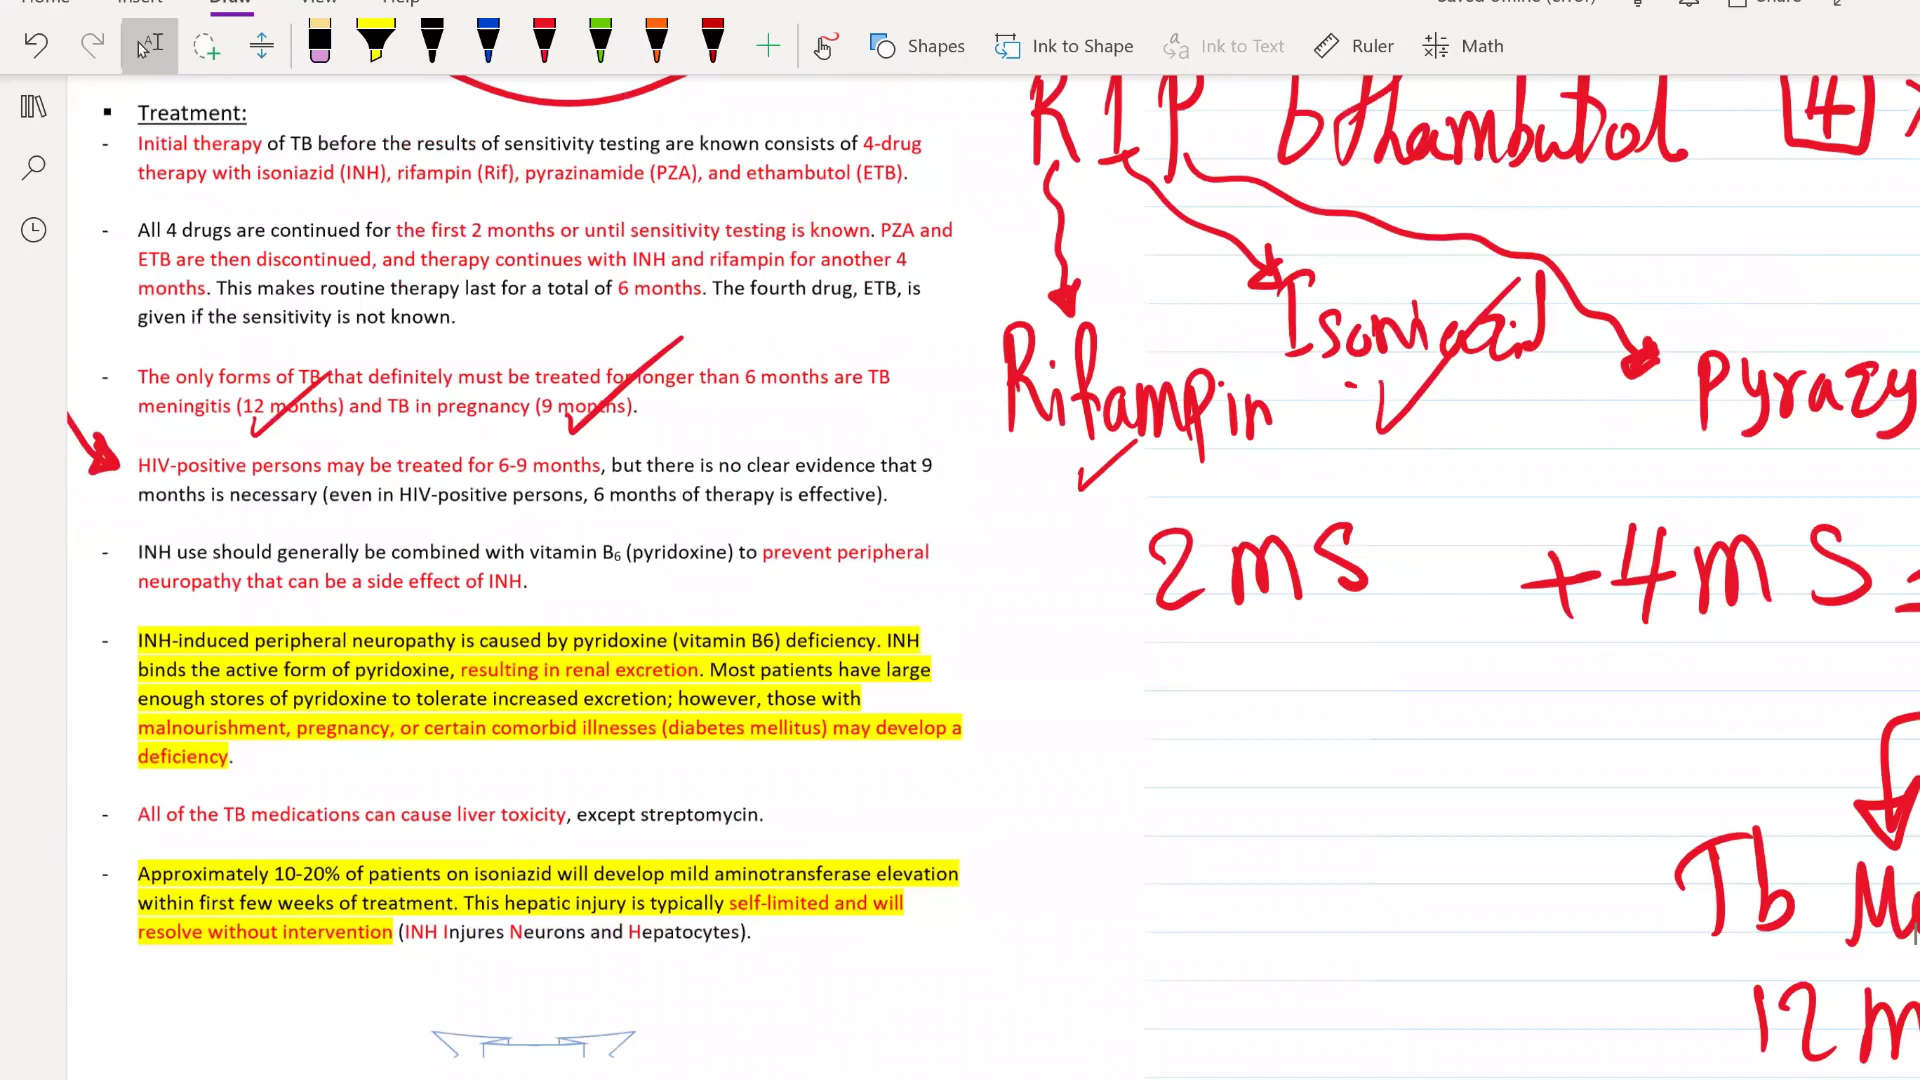 Home Insert Draw View Help Saved online (error) Share
Shapes Ink to Shape Ink to Text Ruler Math
▪ Treatment:
- Initial therapy of TB before the results of sensitivity testing are known consists of 4-drug
therapy with isoniazid (INH), rifampin (Rif), pyrazinamide (PZA), and ethambutol (ETB).
- All 4 drugs are continued for the first 2 months or until sensitivity testing is known. PZA and
ETB are then discontinued, and therapy continues with INH and rifampin for another 4
months. This makes routine therapy last for a total of 6 months. The fourth drug, ETB, is
given if the sensitivity is not known.
- The only forms of TB that definitely must be treated for longer than 6 months are TB
meningitis (12 months) and TB in pregnancy (9 months).
HIV-positive persons may be treated for 6-9 months, but there is no clear evidence that 9
months is necessary (even in HIV-positive persons, 6 months of therapy is effective).
- INH use should generally be combined with vitamin B₆ (pyridoxine) to prevent peripheral
neuropathy that can be a side effect of INH.
- INH-induced peripheral neuropathy is caused by pyridoxine (vitamin B6) deficiency. INH
binds the active form of pyridoxine, resulting in renal excretion. Most patients have large
enough stores of pyridoxine to tolerate increased excretion; however, those with
malnourishment, pregnancy, or certain comorbid illnesses (diabetes mellitus) may develop a
deficiency.
- All of the TB medications can cause liver toxicity, except streptomycin.
- Approximately 10-20% of patients on isoniazid will develop mild aminotransferase elevation
within first few weeks of treatment. This hepatic injury is typically self-limited and will
resolve without intervention (INH Injures Neurons and Hepatocytes).
RIP Ethambutol 4
Isoniazid
Rifampin Pyrazy
2mS +4mS =
Tb M
12 m